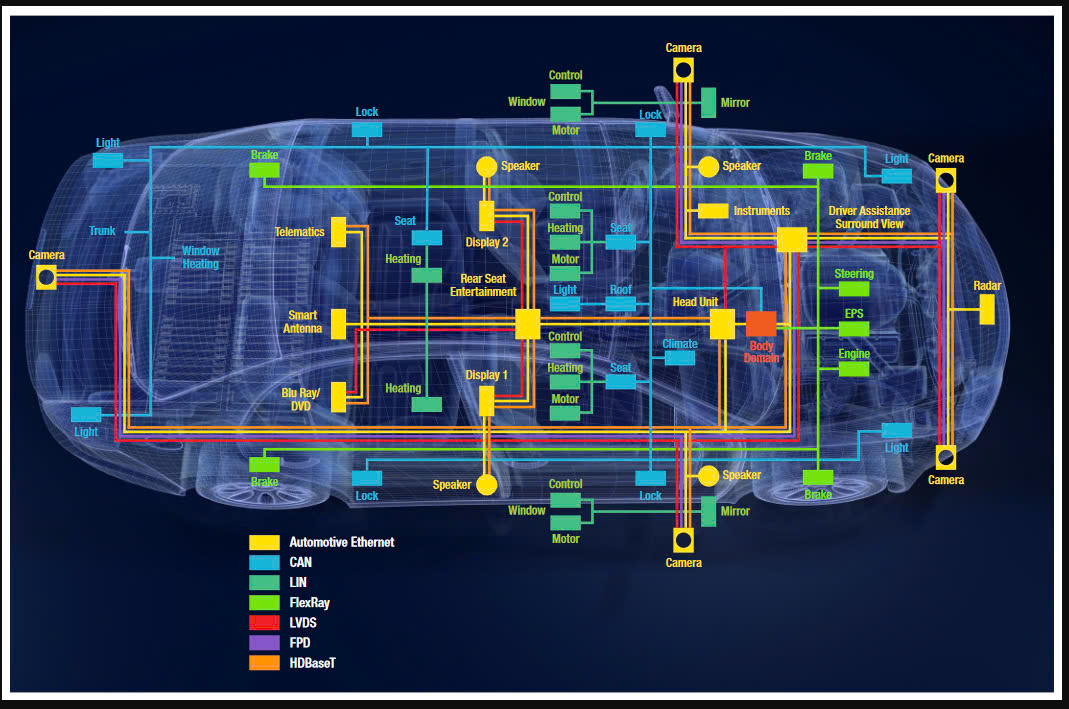 Camera
Control
Window
Motor
Mirror
Lock
Lock
Light
Brake
Speaker
Speaker
Brake
Light
Camera
Control
Seat
Heating
Seat
Motor
Instruments
Driver Assistance
Surround View
Trunk
Telematics
Display 2
Window
Heating
Camera
Heating
Rear Seat
Entertainment
Steering
Radar
Light
Roof
Head Unit
Smart
Antenna
EPS
Control
Climate
Body
Domain
Engine
Heating
Seat
Display 1
Heating
Motor
Blu Ray/
DVD
Light
Light
Brake
Lock
Speaker
Control
Window
Motor
Lock
Speaker
Mirror
Brake
Camera
Camera
Automotive Ethernet
CAN
LIN
FlexRay
LVDS
FPD
HDBaseT